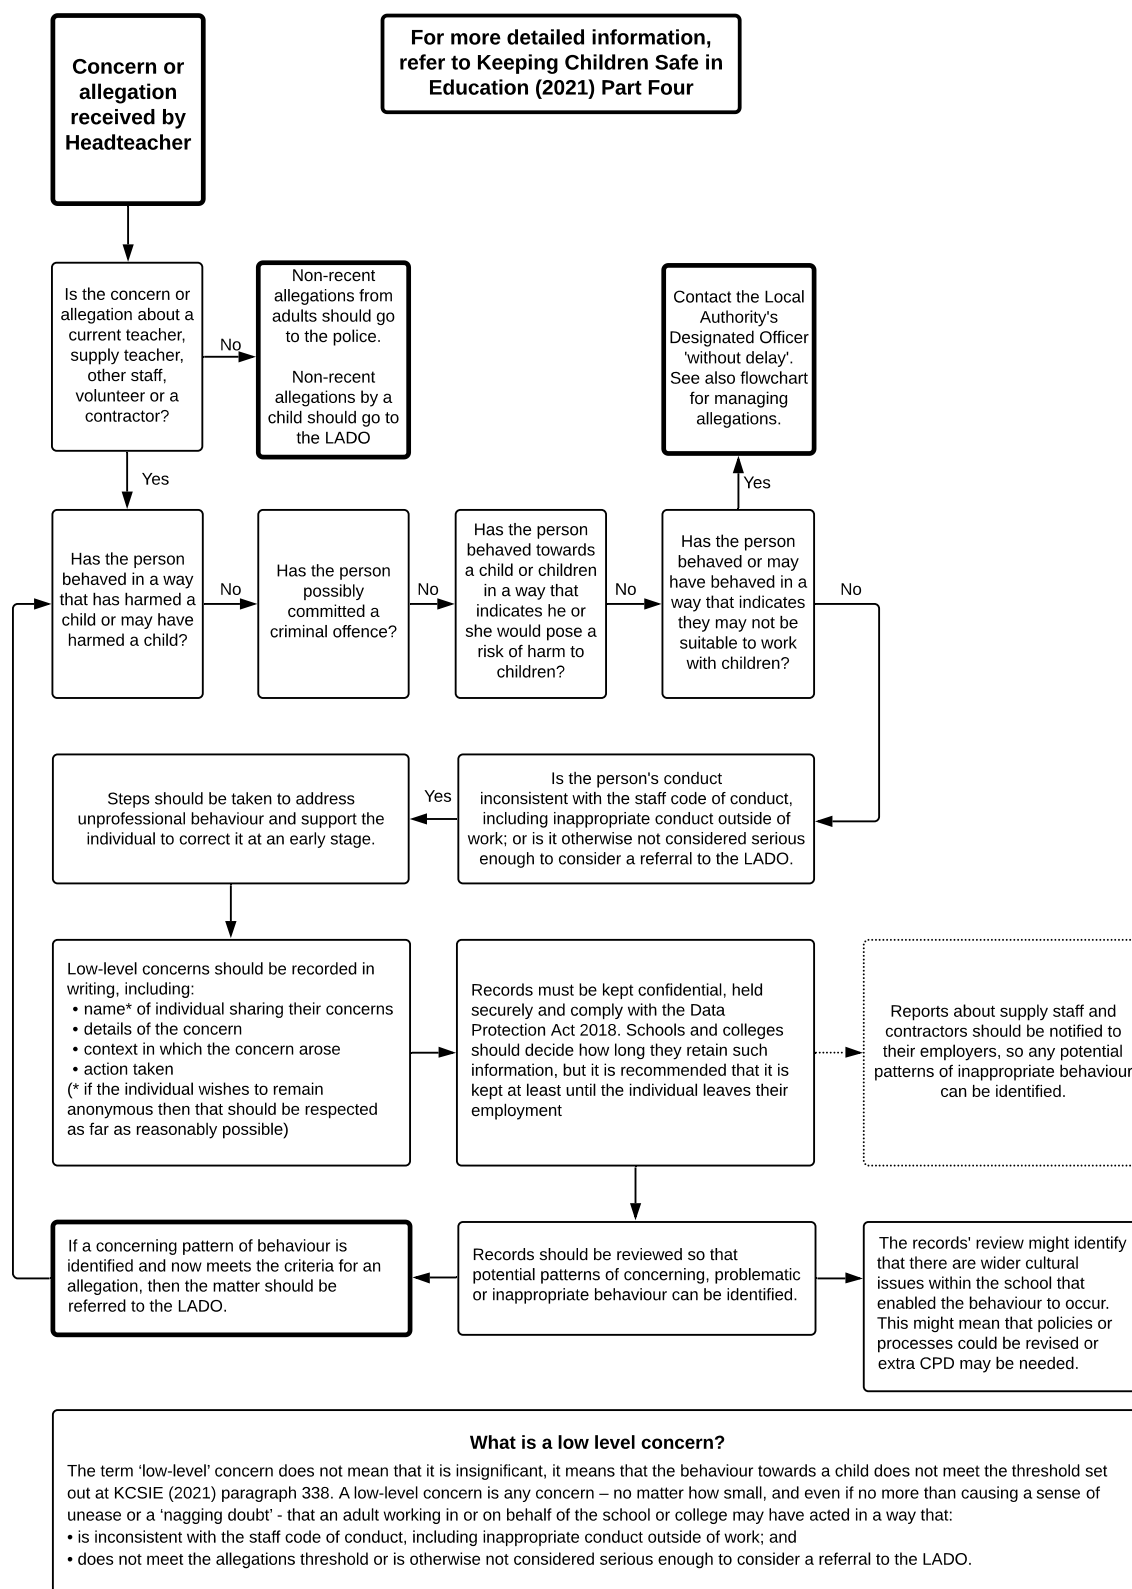 Concern or
allegation
received by
Headteacher
For more detailed information,
refer to Keeping Children Safe in
Education (2021) Part Four
Is the concern or
allegation about a
current teacher,
supply teacher,
other staff,
volunteer or a
contractor?
No
Non-recent
allegations from
adults should go
to the police.
Non-recent
allegations by a
child should go to
the LADO
Contact the Local
Authority's
Designated Officer
'without delay'.
See also flowchart
for managing
allegations.
Yes
Yes
Has the person
behaved in a way
that has harmed a
child or may have
harmed a child?
No
Has the person
possibly
committed a
criminal offence?
No
Has the person
behaved towards
a child or children
in a way that
indicates he or
she would pose a
risk of harm to
children?
No
Has the person
behaved or may
have behaved in a
way that indicates
they may not be
suitable to work
with children?
No
Steps should be taken to address
unprofessional behaviour and support the
individual to correct it at an early stage.
Yes
Is the person's conduct
inconsistent with the staff code of conduct,
including inappropriate conduct outside of
work; or is it otherwise not considered serious
enough to consider a referral to the LADO.
Low-level concerns should be recorded in
writing, including:
• name* of individual sharing their concerns
• details of the concern
• context in which the concern arose
• action taken
(* if the individual wishes to remain
anonymous then that should be respected
as far as reasonably possible)
Records must be kept confidential, held
securely and comply with the Data
Protection Act 2018. Schools and colleges
should decide how long they retain such
information, but it is recommended that it is
kept at least until the individual leaves their
employment
Reports about supply staff and
contractors should be notified to
their employers, so any potential
patterns of inappropriate behaviour
can be identified.
If a concerning pattern of behaviour is
identified and now meets the criteria for an
allegation, then the matter should be
referred to the LADO.
Records should be reviewed so that
potential patterns of concerning, problematic
or inappropriate behaviour can be identified.
The records' review might identify
that there are wider cultural
issues within the school that
enabled the behaviour to occur.
This might mean that policies or
processes could be revised or
extra CPD may be needed.
What is a low level concern?
The term ‘low-level’ concern does not mean that it is insignificant, it means that the behaviour towards a child does not meet the threshold set
out at KCSIE (2021) paragraph 338. A low-level concern is any concern – no matter how small, and even if no more than causing a sense of
unease or a ‘nagging doubt’ - that an adult working in or on behalf of the school or college may have acted in a way that:
• is inconsistent with the staff code of conduct, including inappropriate conduct outside of work; and
• does not meet the allegations threshold or is otherwise not considered serious enough to consider a referral to the LADO.